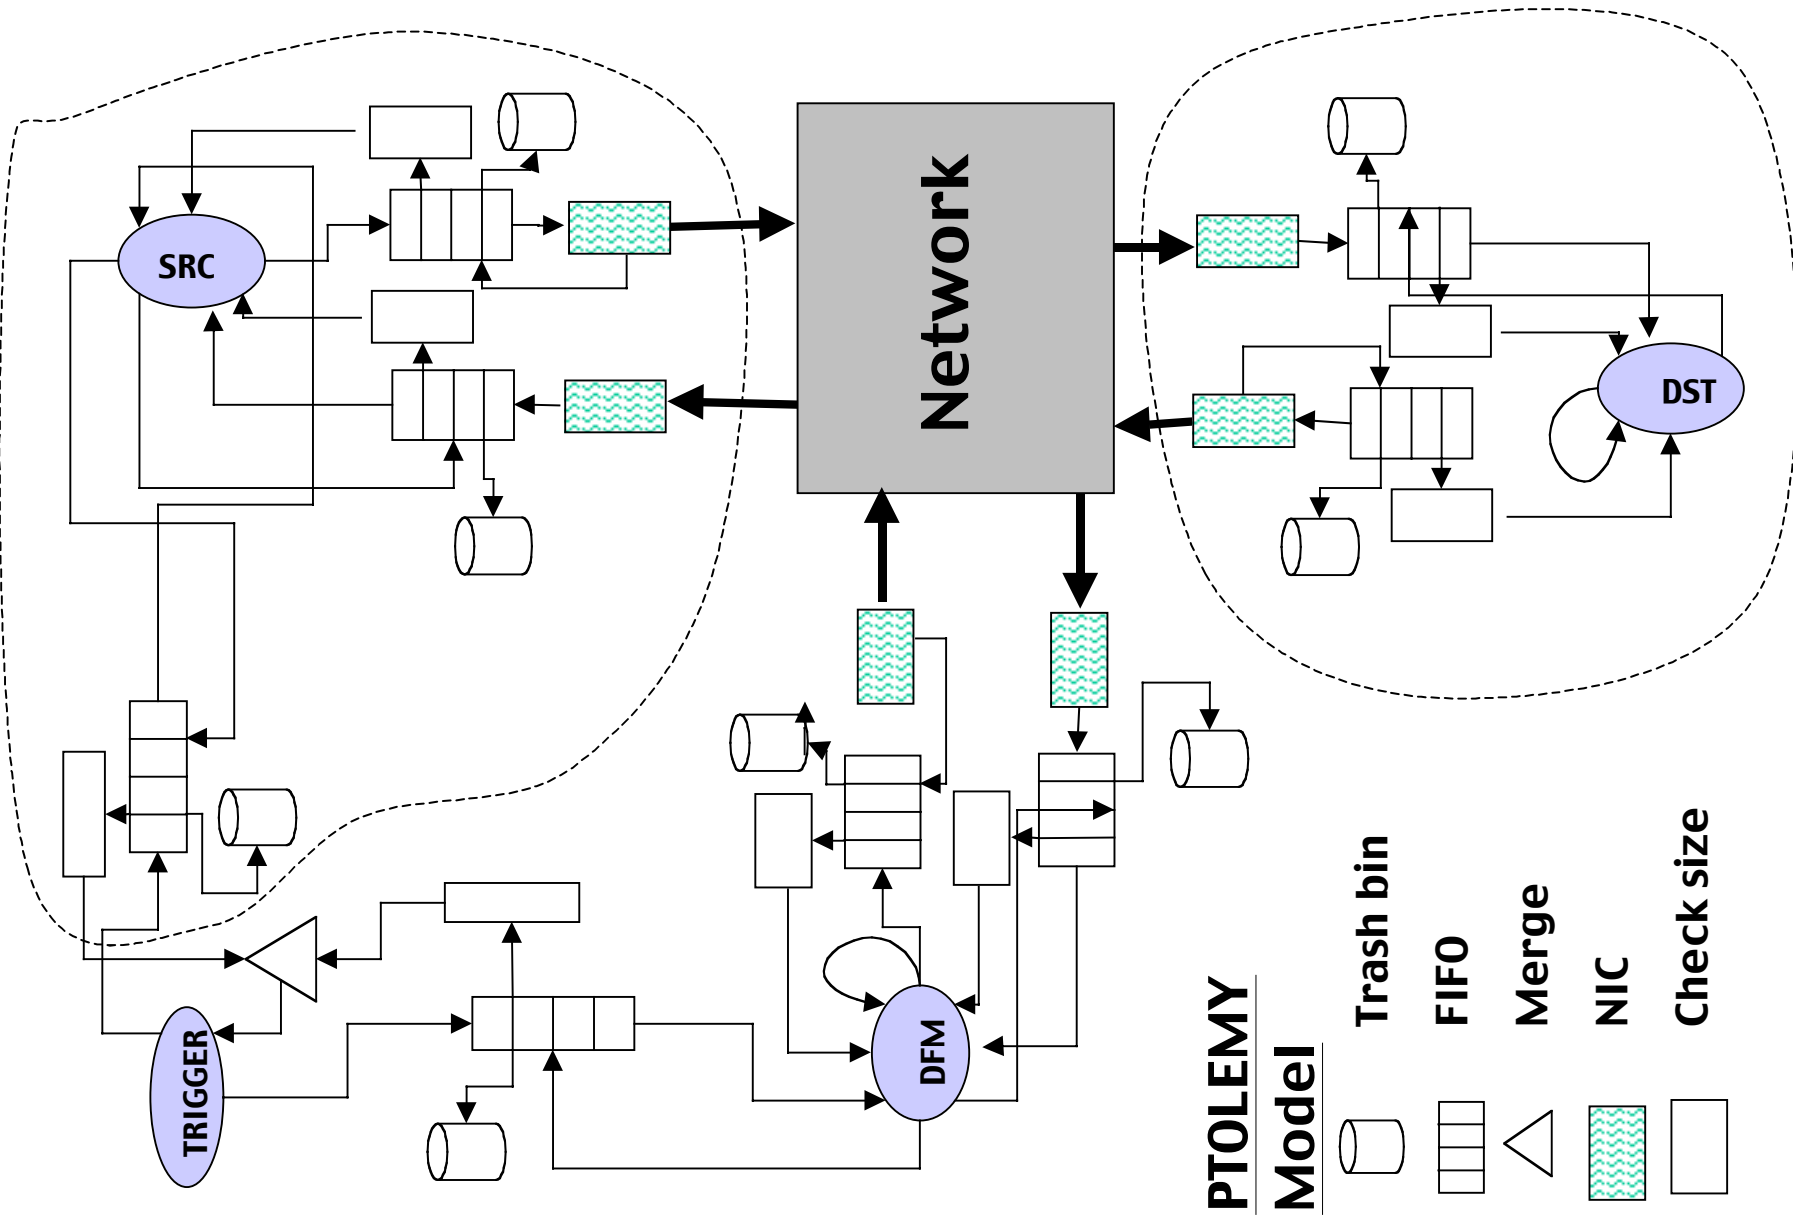 SRC
Network
DST
TRIGGER
DFM
PTOLEMY
Model
Trash bin
FIFO
Merge
NIC
Check size